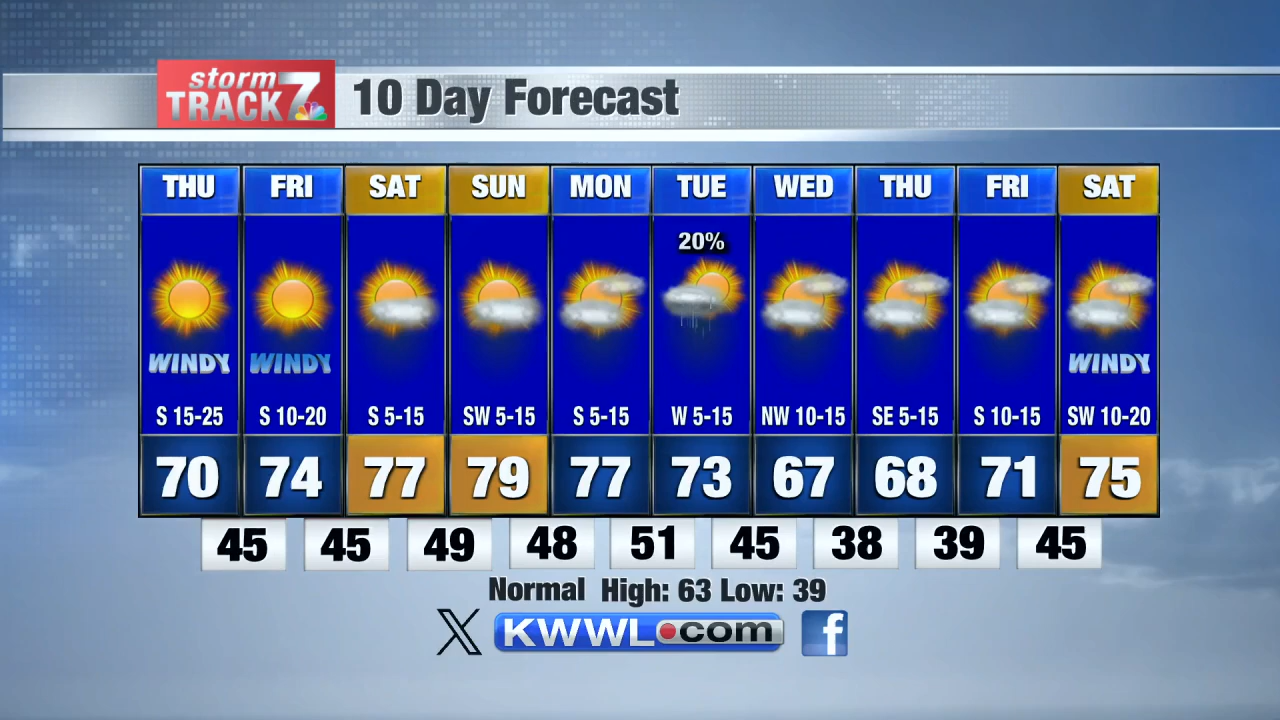 storm
TRACK 7
10 Day Forecast
THU FRI SAT SUN MON TUE WED THU FRI SAT
20%
WINDY WINDY WINDY
S 15-25 S 10-20 S 5-15 SW 5-15 S 5-15 W 5-15 NW 10-15 SE 5-15 S 10-15 SW 10-20
70 74 77 79 77 73 67 68 71 75
45 45 49 48 51 45 38 39 45
Normal High: 63 Low: 39
X KWWL.com f